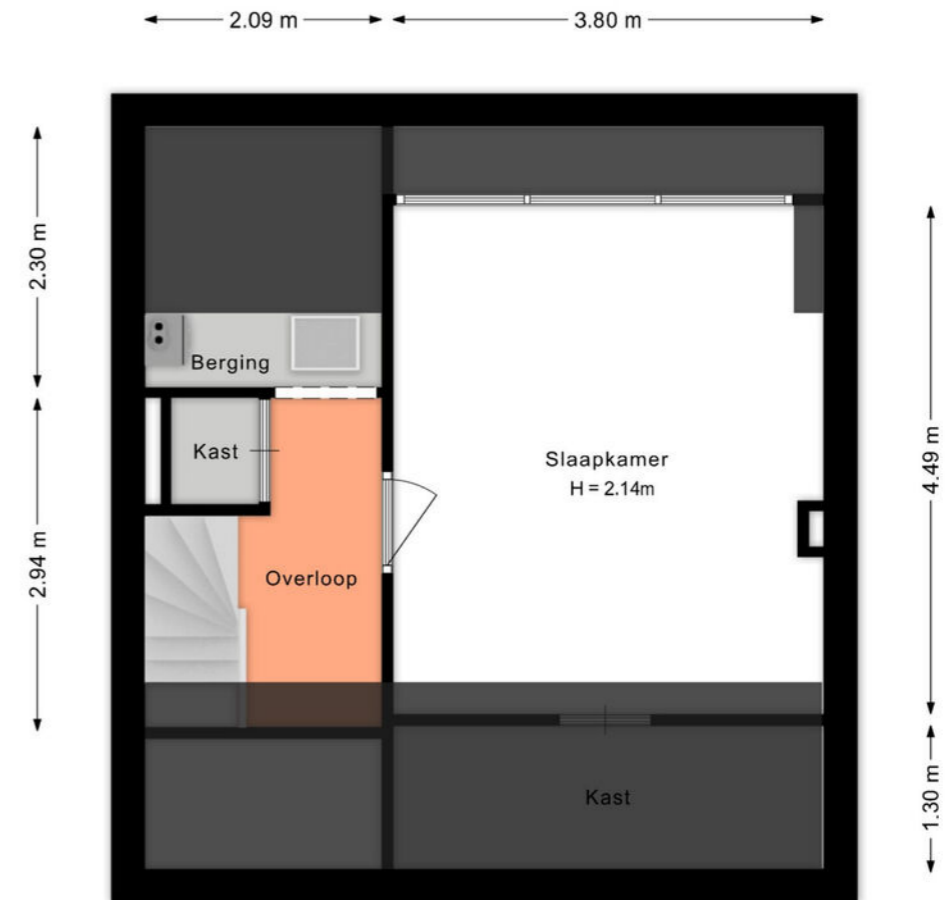 2.09 m
3.80 m
2.30 m
Berging
Kast
Slaapkamer
H = 2.14m
4.49 m
2.94 m
Overloop
Kast
1.30 m